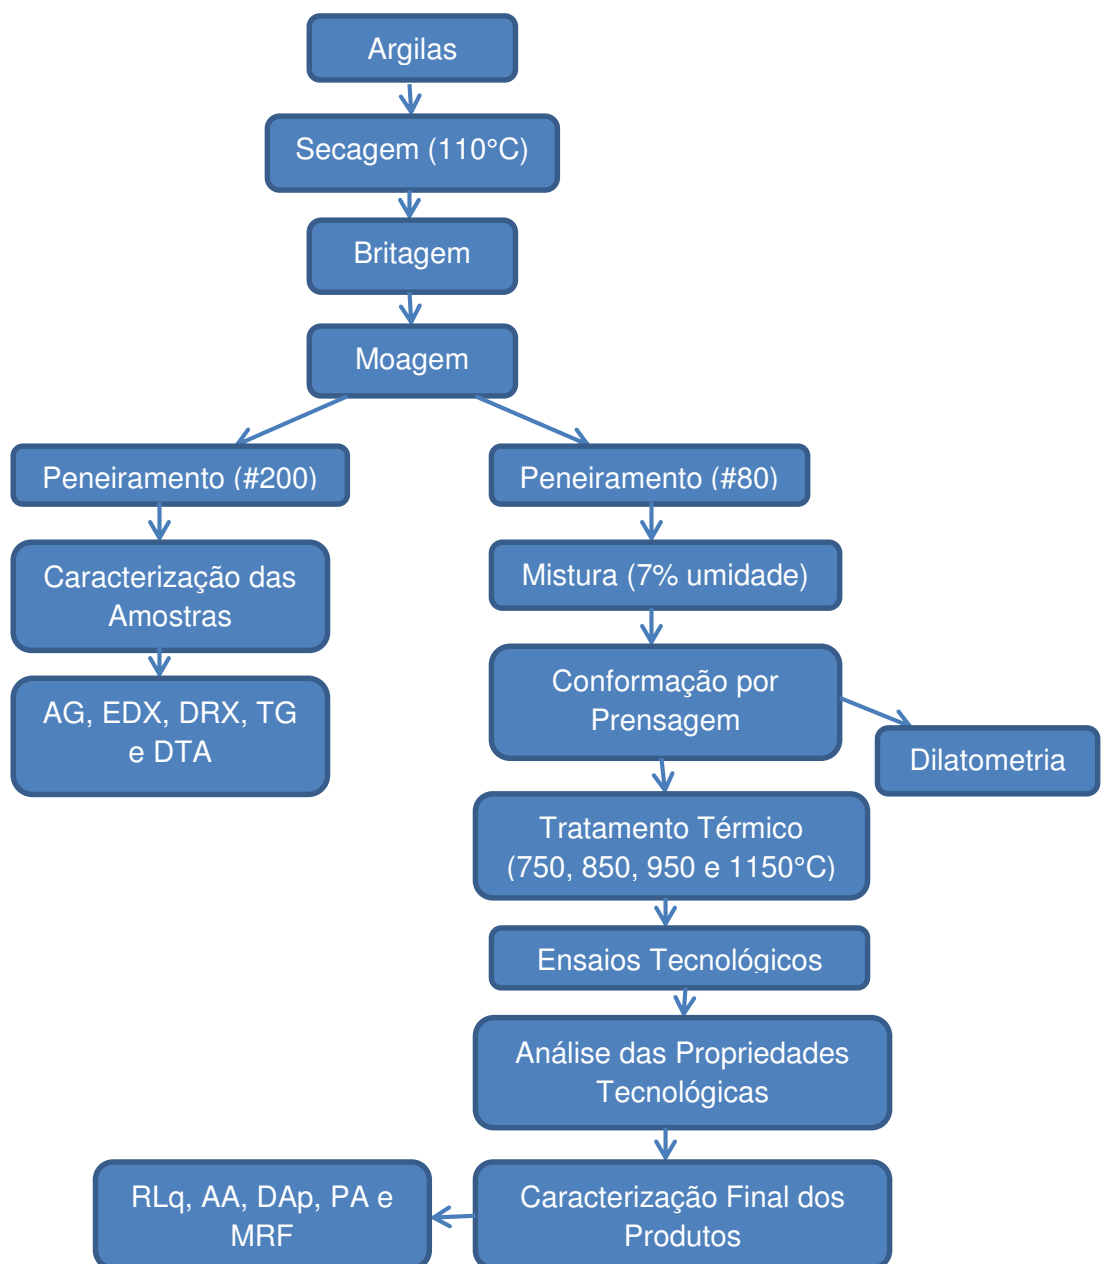 Argilas
Secagem (110°C)
Britagem
Moagem
Peneiramento (#200)
Peneiramento (#80)
Caracterização das
Amostras
Mistura (7% umidade)
AG, EDX, DRX, TG
e DTA
Conformação por
Prensagem
Dilatometria
Tratamento Térmico
(750, 850, 950 e 1150°C)
Ensaios Tecnológicos
Análise das Propriedades
Tecnológicas
Caracterização Final dos
Produtos
RLq, AA, DAp, PA e
MRF